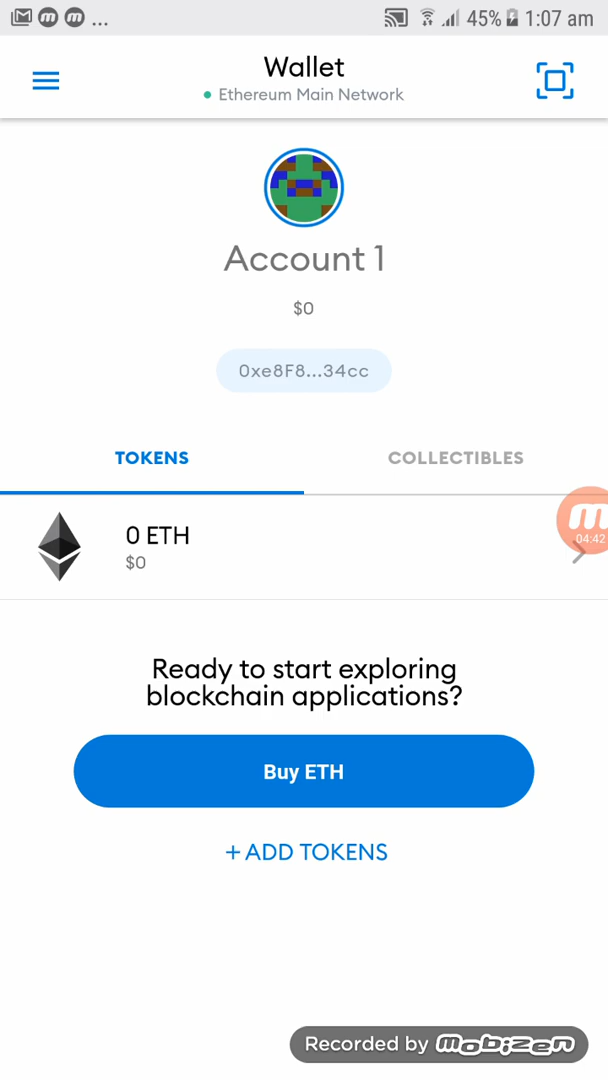 ... 45% 1:07 am
Wallet
Ethereum Main Network
Account 1
$0
0xe8F8...34cc
TOKENS COLLECTIBLES
0 ETH
$0
04:42
Ready to start exploring
blockchain applications?
Buy ETH
+ ADD TOKENS
Recorded by mobizen